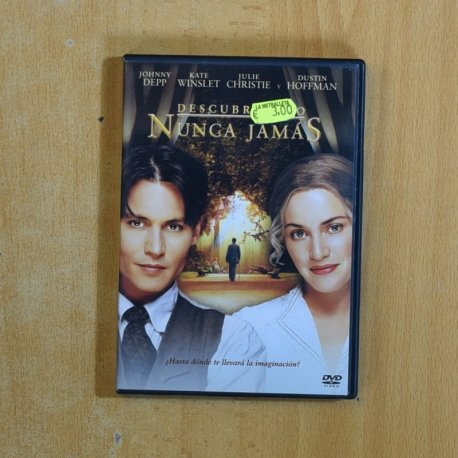 JOHNNY DEPP KATE WINSLET JULIE CHRISTIE Y DUSTIN HOFFMAN
LA METRALLETA
€ 3.00
DESCUBR O
NUNCA JAMÁS
¿Hasta dónde te llevará la imaginación?
DVD
VIDEO